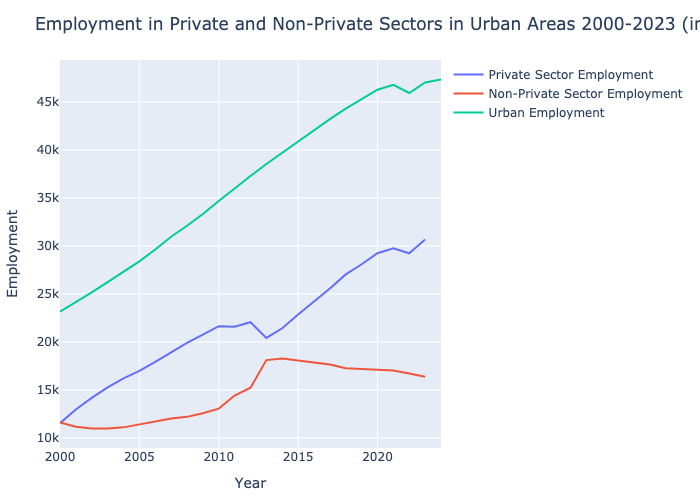 Employment in Private and Non-Private Sectors in Urban Areas 2000-2023 (in
Private Sector Employment
Non-Private Sector Employment
Urban Employment
45k
40k
35k
30k
25k
20k
15k
10k
Employment
2000 2005 2010 2015 2020
Year